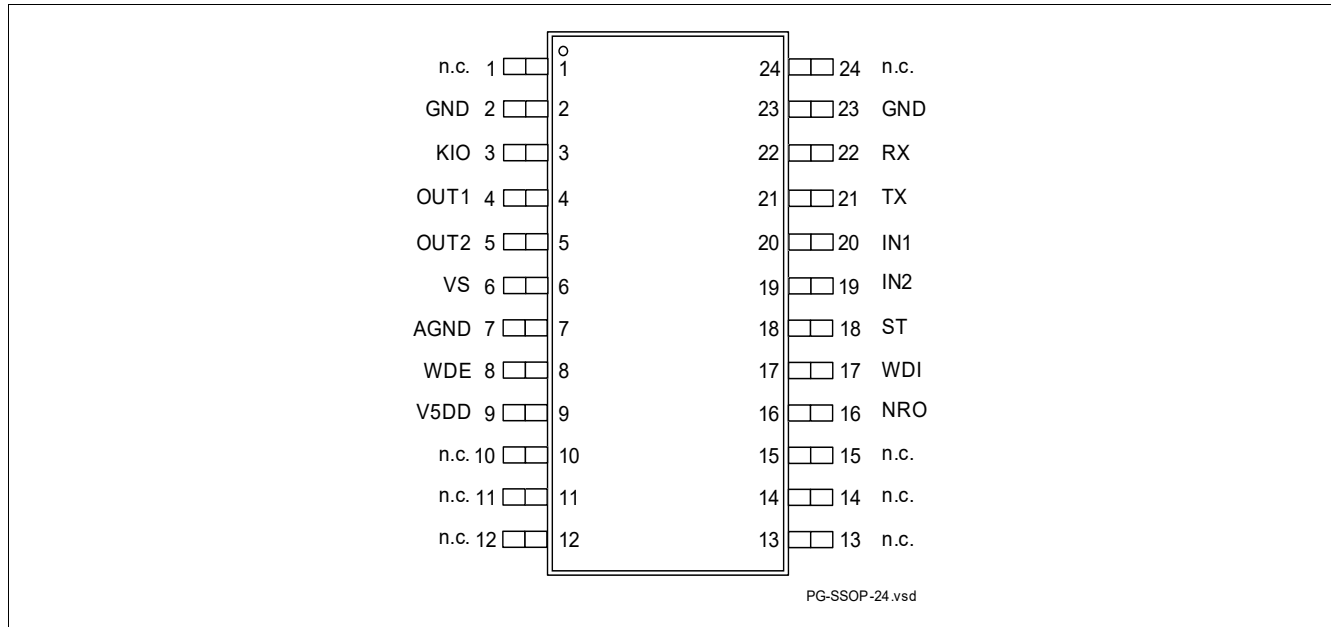 n.c. 1 1 24 24 n.c.
GND 2 2 23 23 GND
KIO 3 3 22 22 RX
OUT1 4 4 21 21 TX
OUT2 5 5 20 20 IN1
VS 6 6 19 19 IN2
AGND 7 7 18 18 ST
WDE 8 8 17 17 WDI
V5DD 9 9 16 16 NRO
n.c. 10 10 15 15 n.c.
n.c. 11 11 14 14 n.c.
n.c. 12 12 13 13 n.c.
PG-SSOP-24.vsd